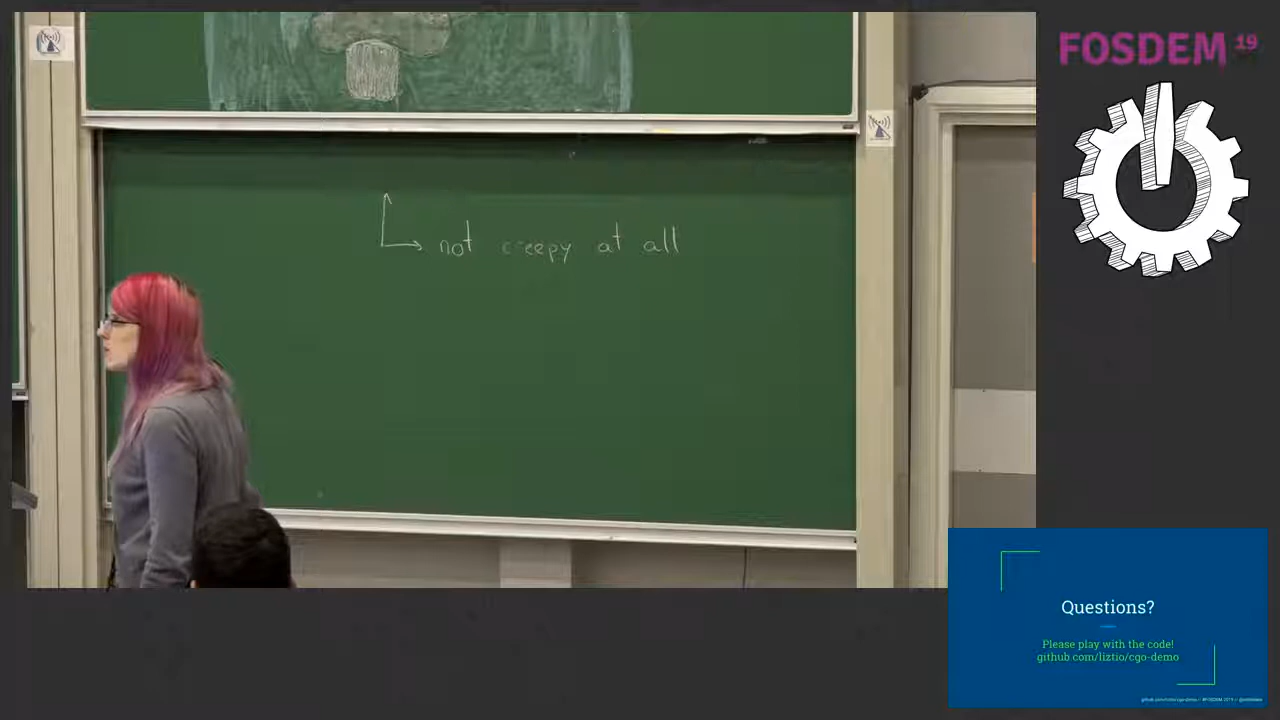 FOSDEM 19
not creepy at all
Questions?
Please play with the code!
github com/liztio/cgo-demo